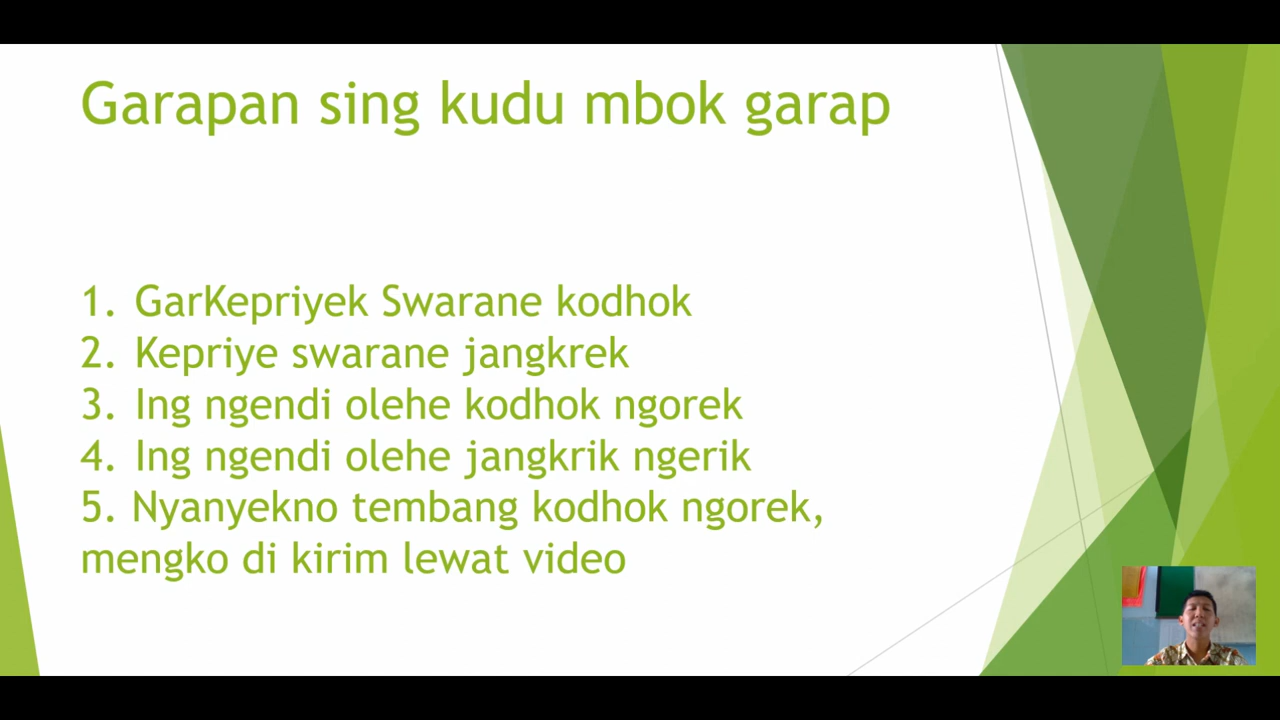 Garapan sing kudu mbok garap
1. GarKepriyek Swarane kodhok
2. Kepriye swarane jangkrek
3. Ing ngendi olehe kodhok ngorek
4. Ing ngendi olehe jangkrik ngerik
5. Nyanyekno tembang kodhok ngorek,
mengko di kirim lewat video